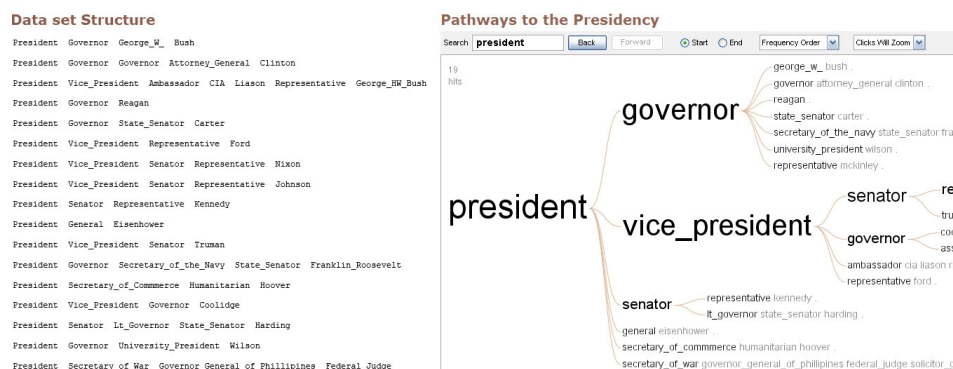 Data set Structure
President Governor George_W_ Bush
President Governor Governor Attorney_General Clinton
President Vice_President Ambassador CIA Liason Representative George_HW_Bush
President Governor Reagan
President Governor State_Senator Carter
President Vice_President Representative Ford
President Vice_President Senator Representative Nixon
President Vice_President Senator Representative Johnson
President Senator Representative Kennedy
President General Eisenhower
President Vice_President Senator Truman
President Governor Secretary_of_the_Navy State_Senator Franklin_Roosevelt
President Secretary_of_Commmerce Humanitarian Hoover
President Vice_President Governor Coolidge
President Senator Lt_Governor State_Senator Harding
President Governor University_President Wilson
President Secretary of War Governor General of Phillipines Federal Judge
Pathways to the Presidency
Search president Back Forward Start End Frequency Order Clicks Will Zoom
19
hits
president
governor
george_w_ bush .
governor attorney_general clinton .
reagan .
state_senator carter .
secretary_of_the_navy state_senator fra
university_president wilson .
representative mckinley .
vice_president
senator
re
tru
governor
coo
ass
ambassador cia liason r
representative ford .
senator
representative kennedy .
lt_governor state_senator harding .
general eisenhower .
secretary_of_commmerce humanitarian hoover .
secretary_of_war governor_general_of_phillipines federal_judge solicitor_g